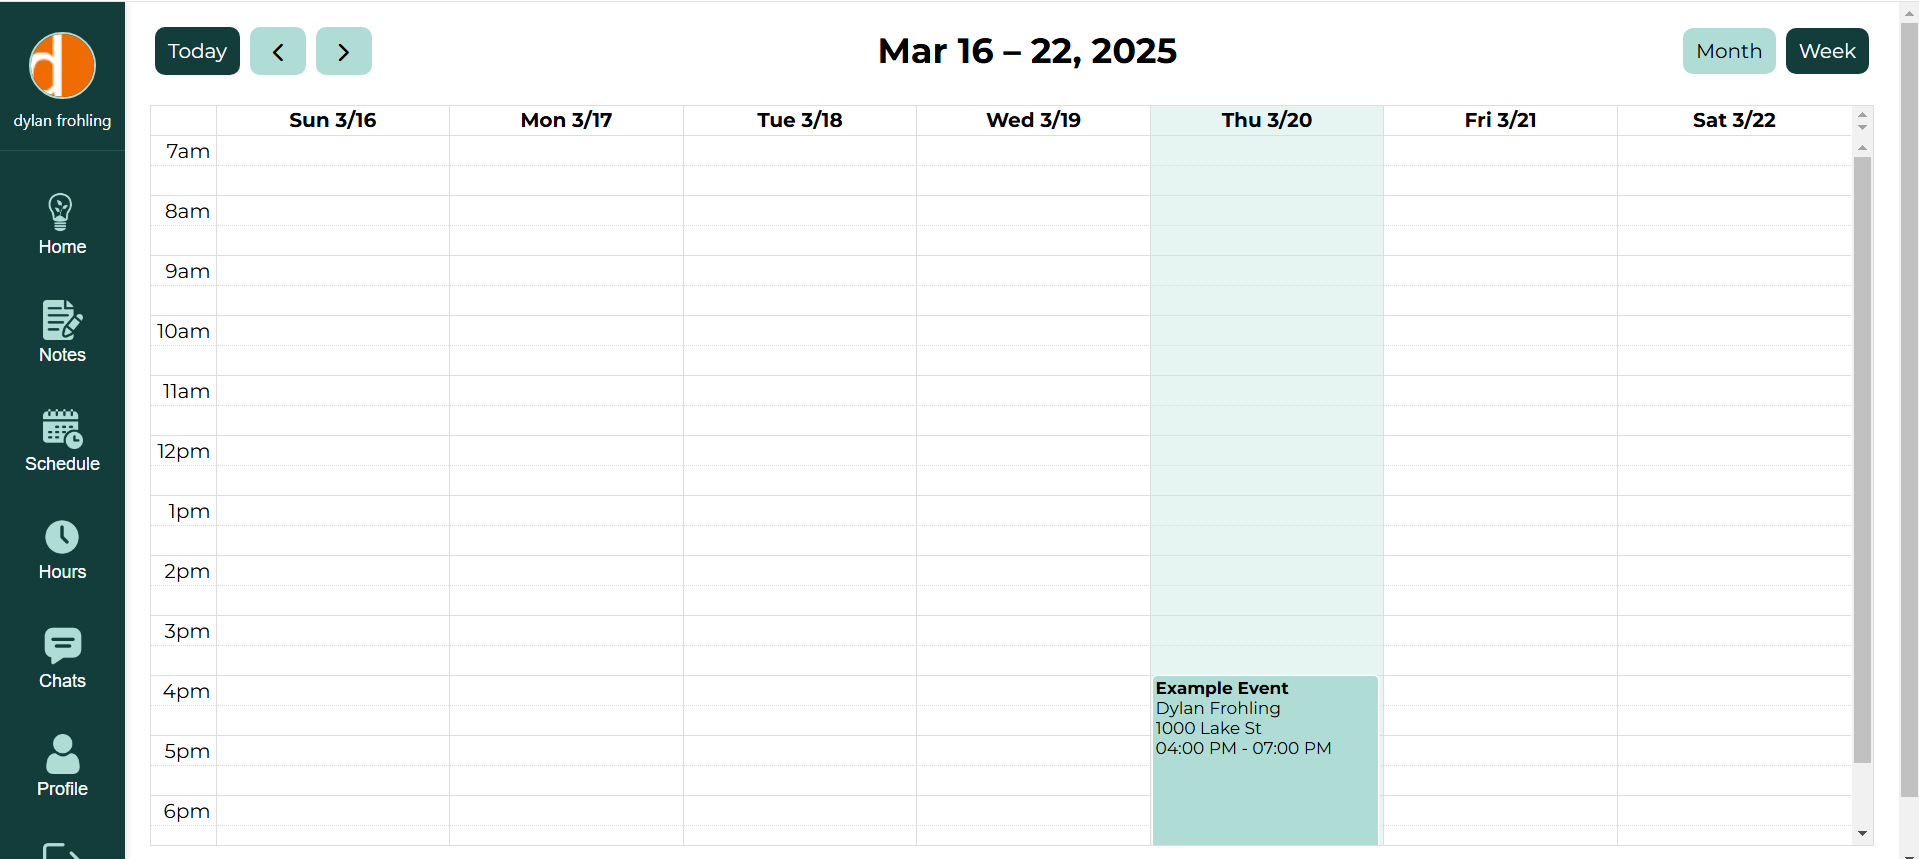 dylan frohling
Home
Notes
Schedule
Hours
Chats
Profile
Today
Mar 16 – 22, 2025
Month
Week
Sun 3/16
Mon 3/17
Tue 3/18
Wed 3/19
Thu 3/20
Fri 3/21
Sat 3/22
7am
8am
9am
10am
11am
12pm
1pm
2pm
3pm
4pm
5pm
6pm
Example Event
Dylan Frohling
1000 Lake St
04:00 PM - 07:00 PM